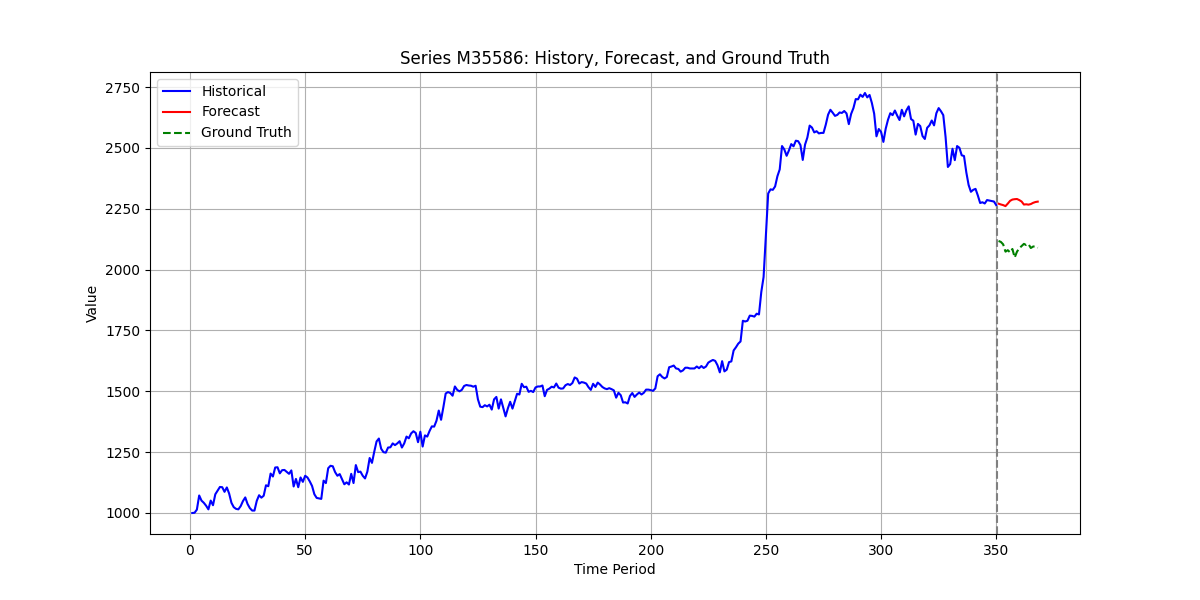 Series M35586: History, Forecast, and Ground Truth
Historical
Forecast
Ground Truth
Value
2750
2500
2250
2000
1750
1500
1250
1000
0 50 100 150 200 250 300 350
Time Period